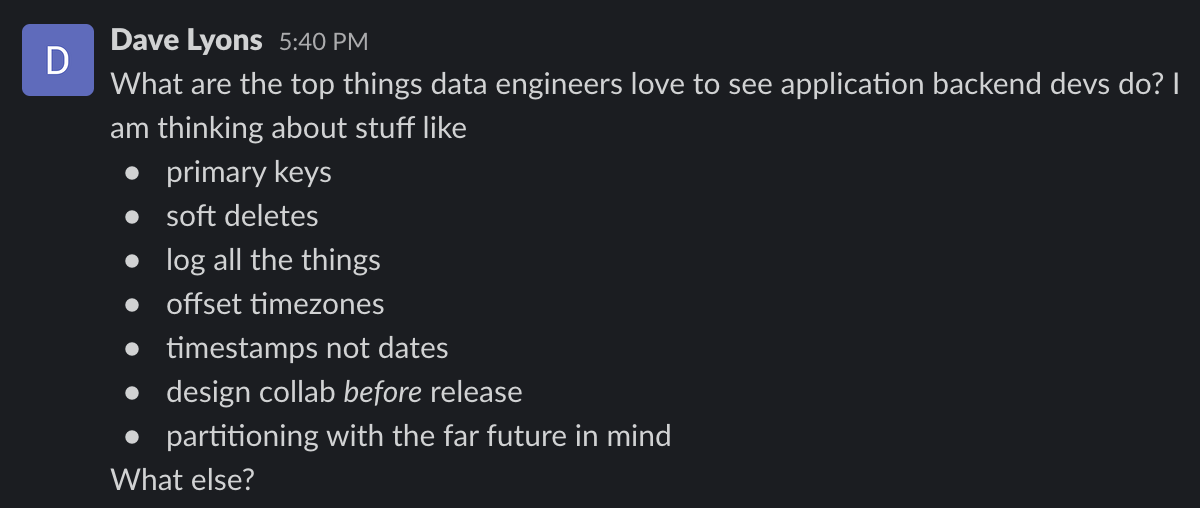 D
Dave Lyons 5:40 PM
What are the top things data engineers love to see application backend devs do? I
am thinking about stuff like
● primary keys
● soft deletes
● log all the things
● offset timezones
● timestamps not dates
● design collab before release
● partitioning with the far future in mind
What else?